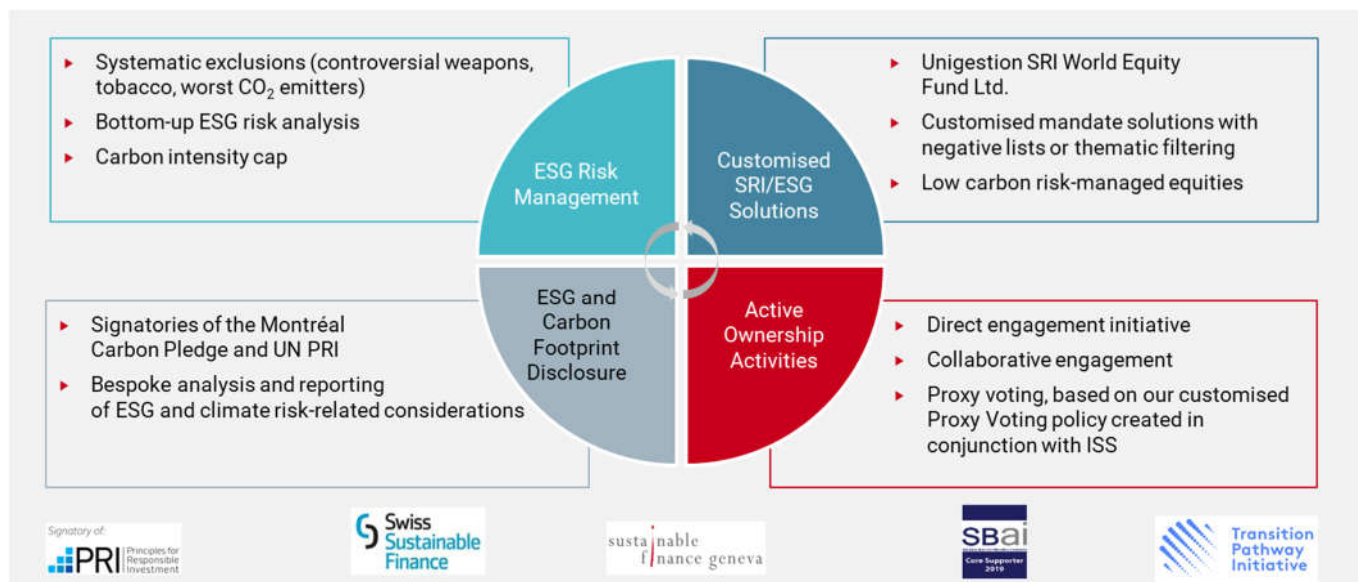 Systematic exclusions (controversial weapons,
tobacco, worst CO₂ emitters)
Bottom-up ESG risk analysis
Carbon intensity cap
ESG Risk
Management
Customised
SRI/ESG
Solutions
Unigestion SRI World Equity
Fund Ltd.
Customised mandate solutions with
negative lists or thematic filtering
Low carbon risk-managed equities
Signatories of the Montréal
Carbon Pledge and UN PRI
Bespoke analysis and reporting
of ESG and climate risk-related considerations
ESG and
Carbon
Footprint
Disclosure
Active
Ownership
Activities
Direct engagement initiative
Collaborative engagement
Proxy voting, based on our customised
Proxy Voting policy created in
conjunction with ISS
Signatory of:
PRI
Principles for
Responsible
Investment
Swiss
Sustainable
Finance
sustainable
finance geneva
SBai
Core Supporter
2019
Transition
Pathway
Initiative